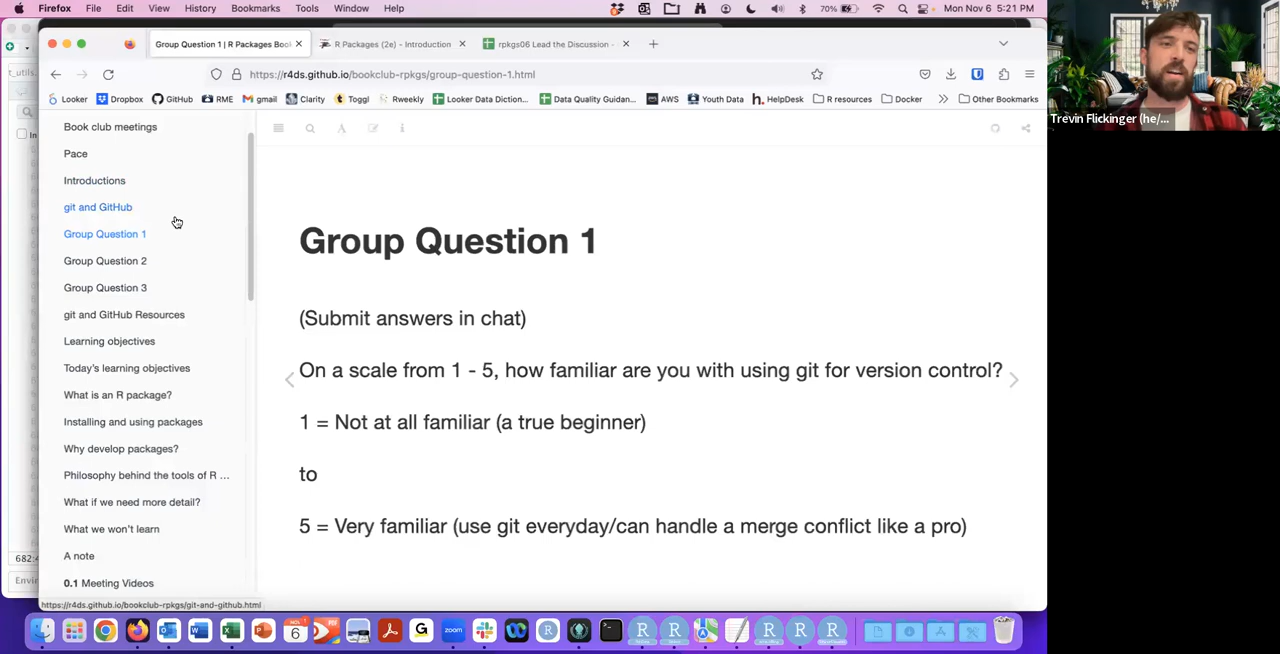 Firefox File Edit View History Bookmarks Tools Window Help 70% Mon Nov 6 5:21 PM
Group Question 1 | R Packages Boo R Packages (2e) - Introduction rpkgs06 Lead the Discussion -
https://r4ds.github.io/bookclub-rpkgs/group-question-1.html
Looker Dropbox GitHub RME gmail Clarity Toggl Rweekly Looker Data Diction... Data Quality Guidan... AWS Youth Data HelpDesk R resources Docker Other Bookmarks
Trevin Flickinger (he/...
Book club meetings
Pace
Introductions
git and GitHub
Group Question 1
Group Question 2
Group Question 3
git and GitHub Resources
Learning objectives
Today's learning objectives
What is an R package?
Installing and using packages
Why develop packages?
Philosophy behind the tools of R ...
What if we need more detail?
What we won't learn
A note
0.1 Meeting Videos
Group Question 1
(Submit answers in chat)
On a scale from 1 - 5, how familiar are you with using git for version control?
1 = Not at all familiar (a true beginner)
to
5 = Very familiar (use git everyday/can handle a merge conflict like a pro)
t_utils.
In
682:4
Envir
https://r4ds.github.io/bookclub-rpkgs/git-and-github.html
NOV 6 zoom